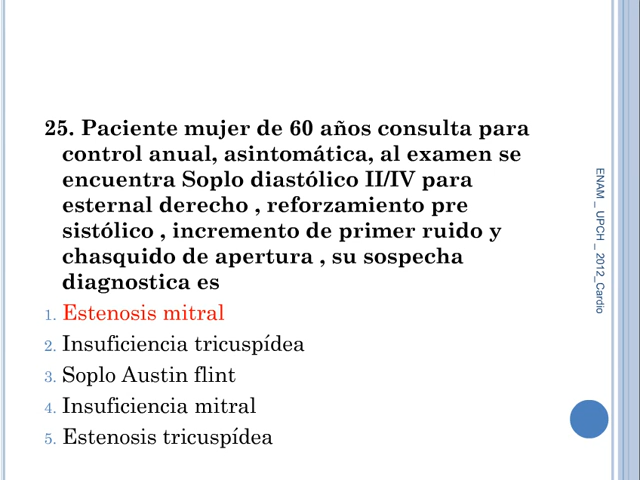 25. Paciente mujer de 60 años consulta para
control anual, asintomática, al examen se
encuentra Soplo diastólico II/IV para
esternal derecho , reforzamiento pre
sistólico , incremento de primer ruido y
chasquido de apertura , su sospecha
diagnostica es
1. Estenosis mitral
2. Insuficiencia tricuspídea
3. Soplo Austin flint
4. Insuficiencia mitral
5. Estenosis tricuspídea
ENAM _ UPCH _ 2012_Cardio